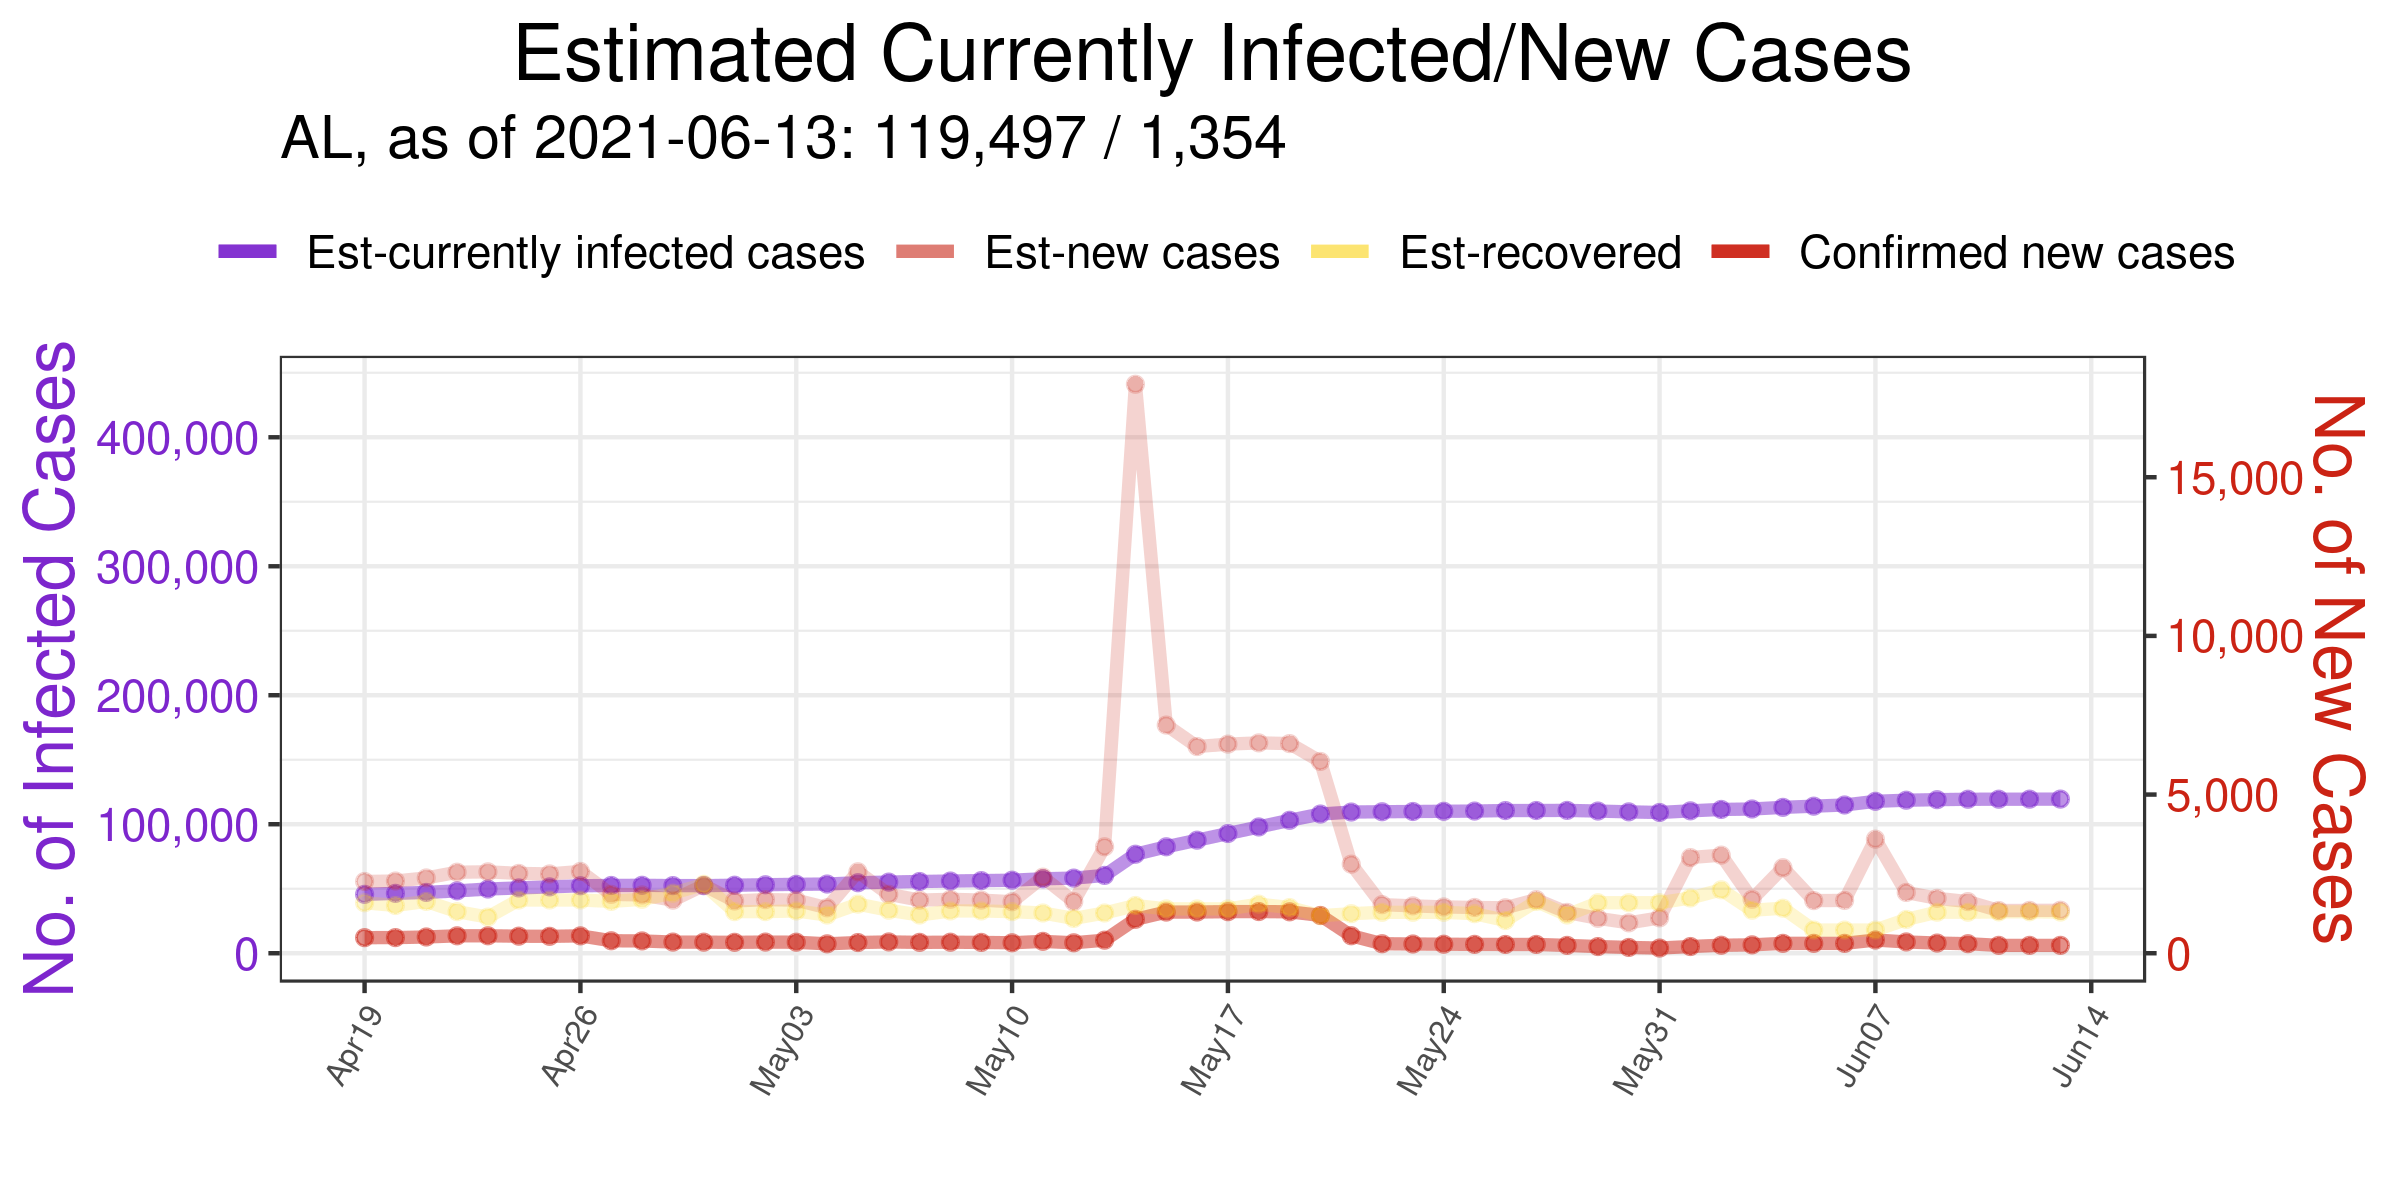 Estimated Currently Infected/New Cases
AL, as of 2021-06-13: 119,497 / 1,354
Est-currently infected cases Est-new cases Est-recovered Confirmed new cases
No. of Infected Cases
400,000
300,000
200,000
100,000
0
15,000
10,000
5,000
0
No. of New Cases
Apr19 Apr26 May03 May10 May17 May24 May31 Jun07 Jun14